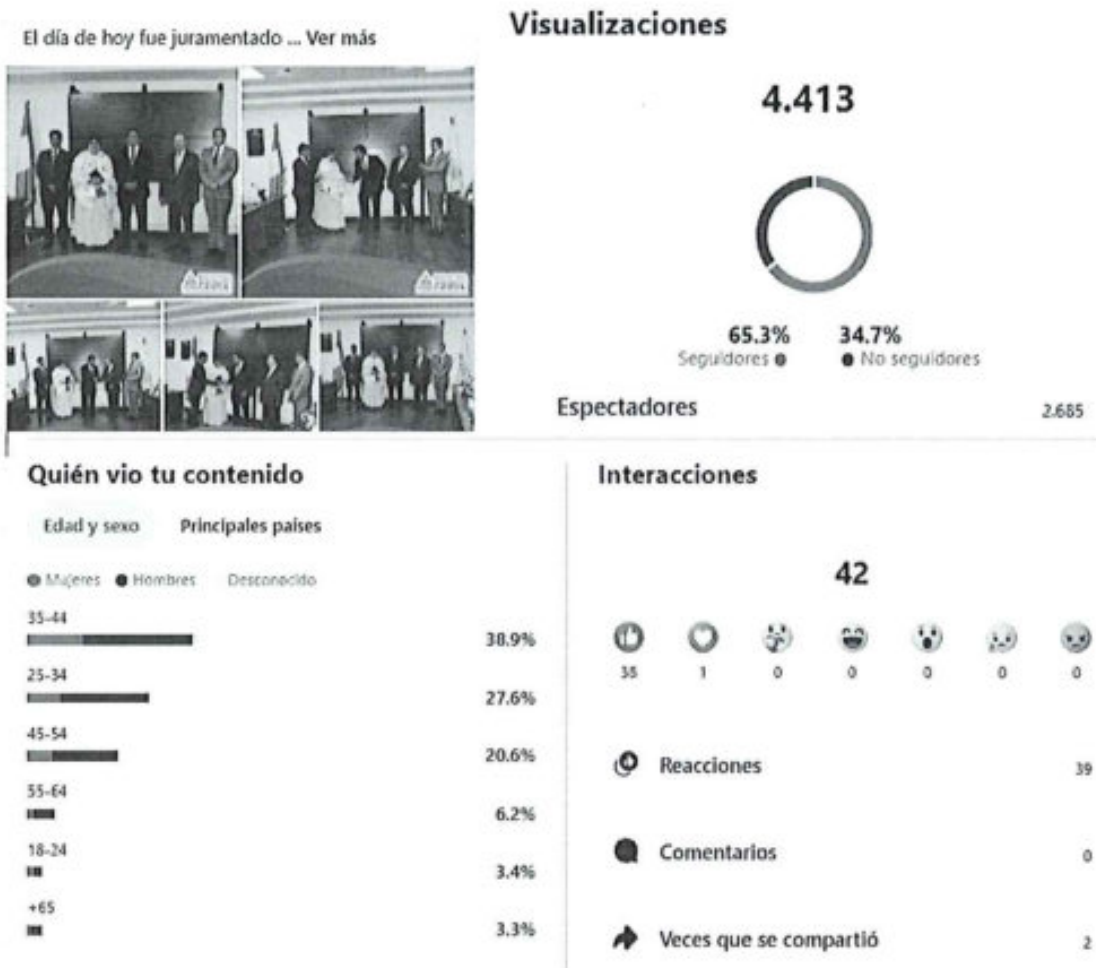 El día de hoy fue juramentado ... Ver más
Visualizaciones
4.413
65.3%
Seguidores
34.7%
No seguidores
Espectadores
2.685
Quién vio tu contenido
Edad y sexo
Principales países
Mujeres
Hombres
Desconocido
35-44
38.9%
25-34
27.6%
45-54
20.6%
55-64
6.2%
18-24
3.4%
+65
3.3%
Interacciones
42
38
1
0
0
0
0
0
Reacciones
39
Comentarios
0
Veces que se compartió
2